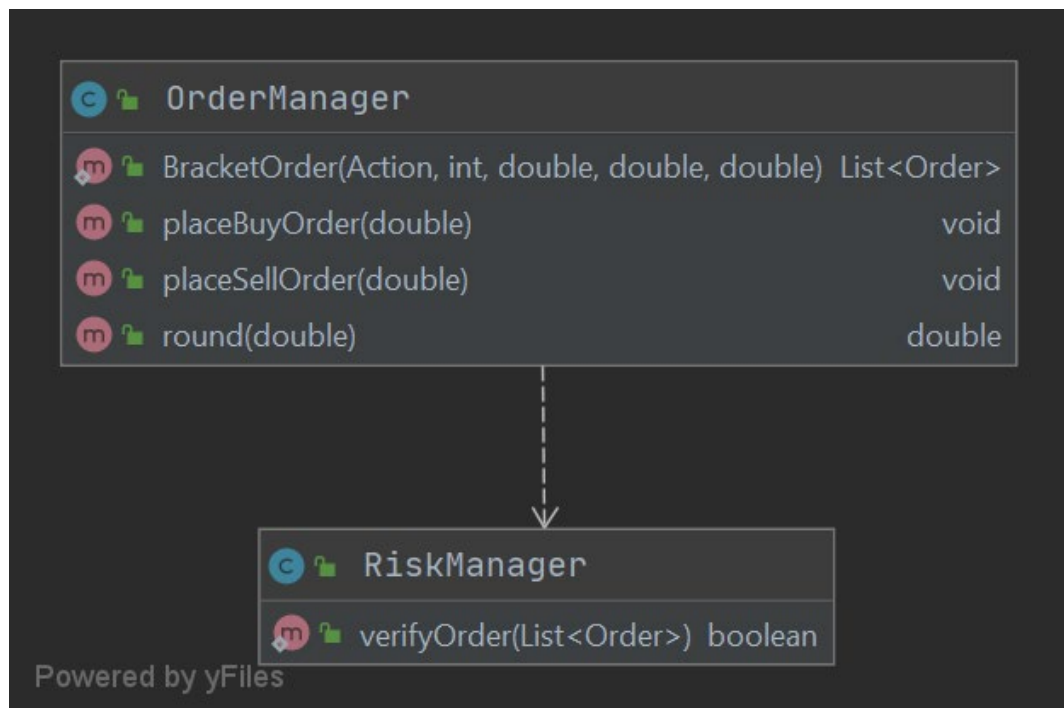 OrderManager
BracketOrder(Action, int, double, double, double) List<Order>
placeBuyOrder(double) void
placeSellOrder(double) void
round(double) double
RiskManager
verifyOrder(List<Order>) boolean
Powered by yFiles